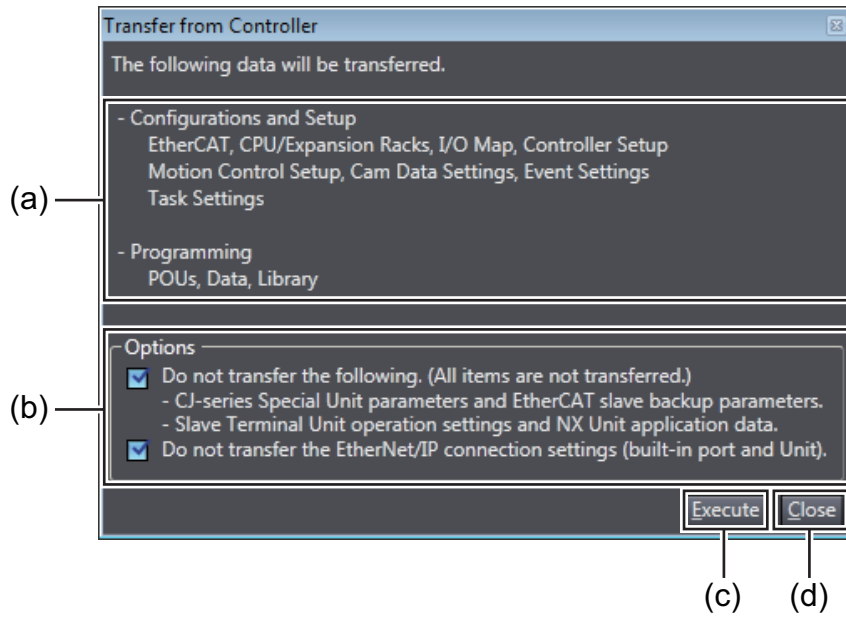 Transfer from Controller
The following data will be transferred.
- Configurations and Setup
EtherCAT, CPU/Expansion Racks, I/O Map, Controller Setup
Motion Control Setup, Cam Data Settings, Event Settings
Task Settings
(a)
- Programming
POUs, Data, Library
Options
Do not transfer the following. (All items are not transferred.)
- CJ-series Special Unit parameters and EtherCAT slave backup parameters.
(b)
- Slave Terminal Unit operation settings and NX Unit application data.
Do not transfer the EtherNet/IP connection settings (built-in port and Unit).
Execute Close
(c) (d)